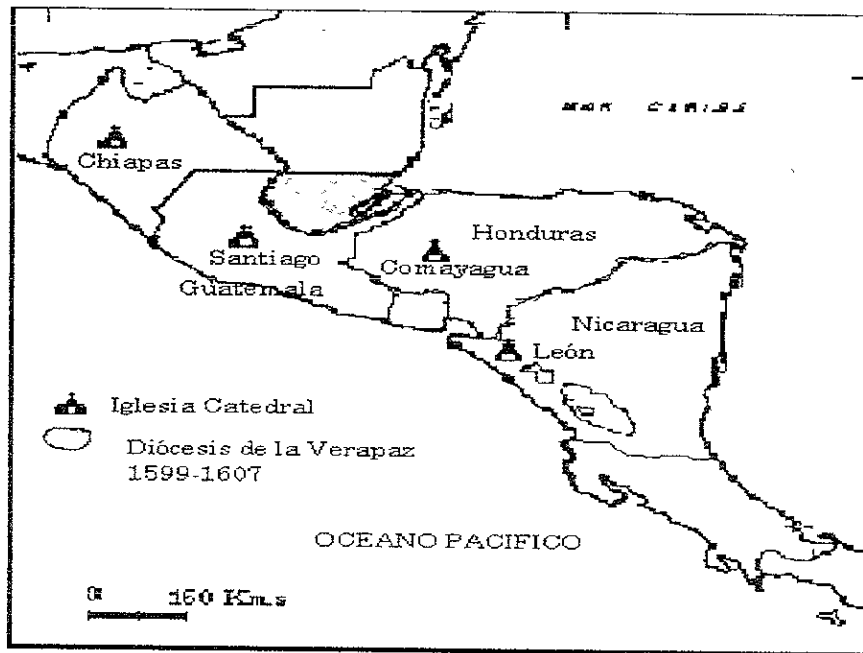 MAR CARIBE
Chiapas
Honduras
Santiago
Comayagua
Guatemala
Nicaragua
León
Iglesia Catedral
Diócesis de la Verapaz
1599-1607
OCEANO PACIFICO
0 160 Kms